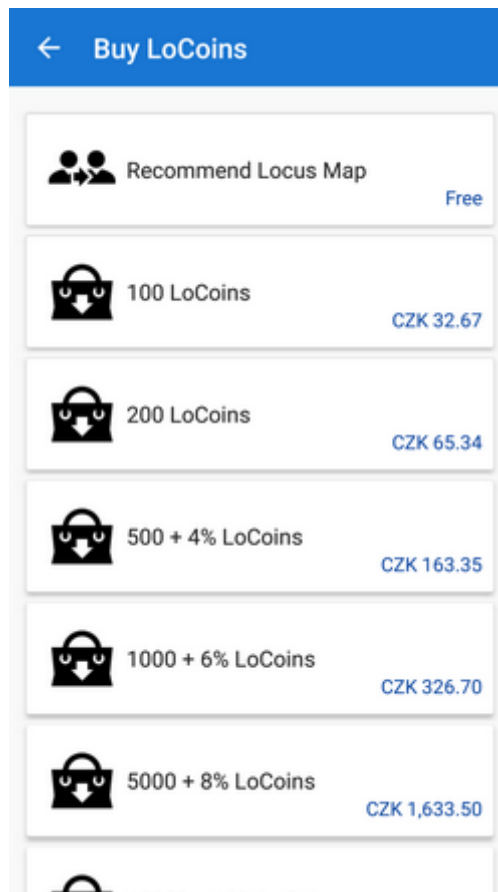 Buy LoCoins
Recommend Locus Map
Free
100 LoCoins
CZK 32.67
200 LoCoins
CZK 65.34
500 + 4% LoCoins
CZK 163.35
1000 + 6% LoCoins
CZK 326.70
5000 + 8% LoCoins
CZK 1,633.50